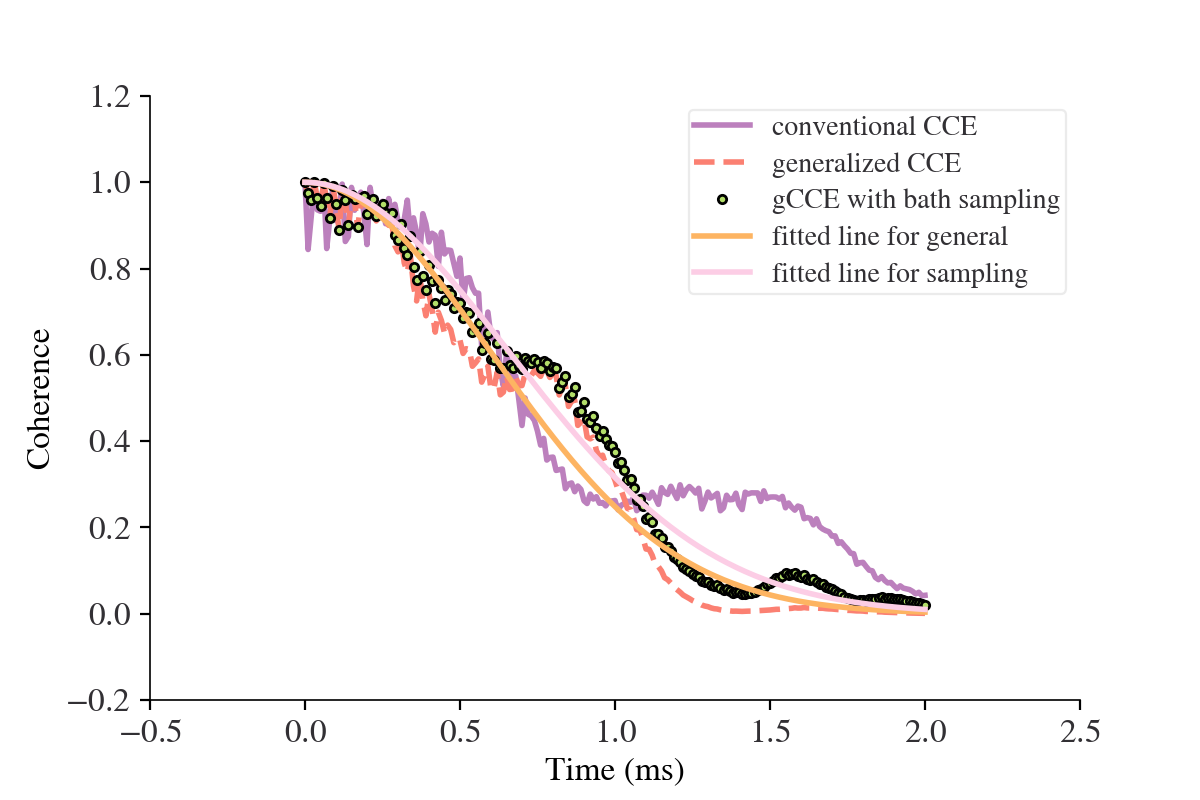 1.2
1.0
0.8
0.6
0.4
0.2
0.0
−0.2
Coherence
conventional CCE
generalized CCE
gCCE with bath sampling
fitted line for general
fitted line for sampling
−0.5 0.0 0.5 1.0 1.5 2.0 2.5
Time (ms)